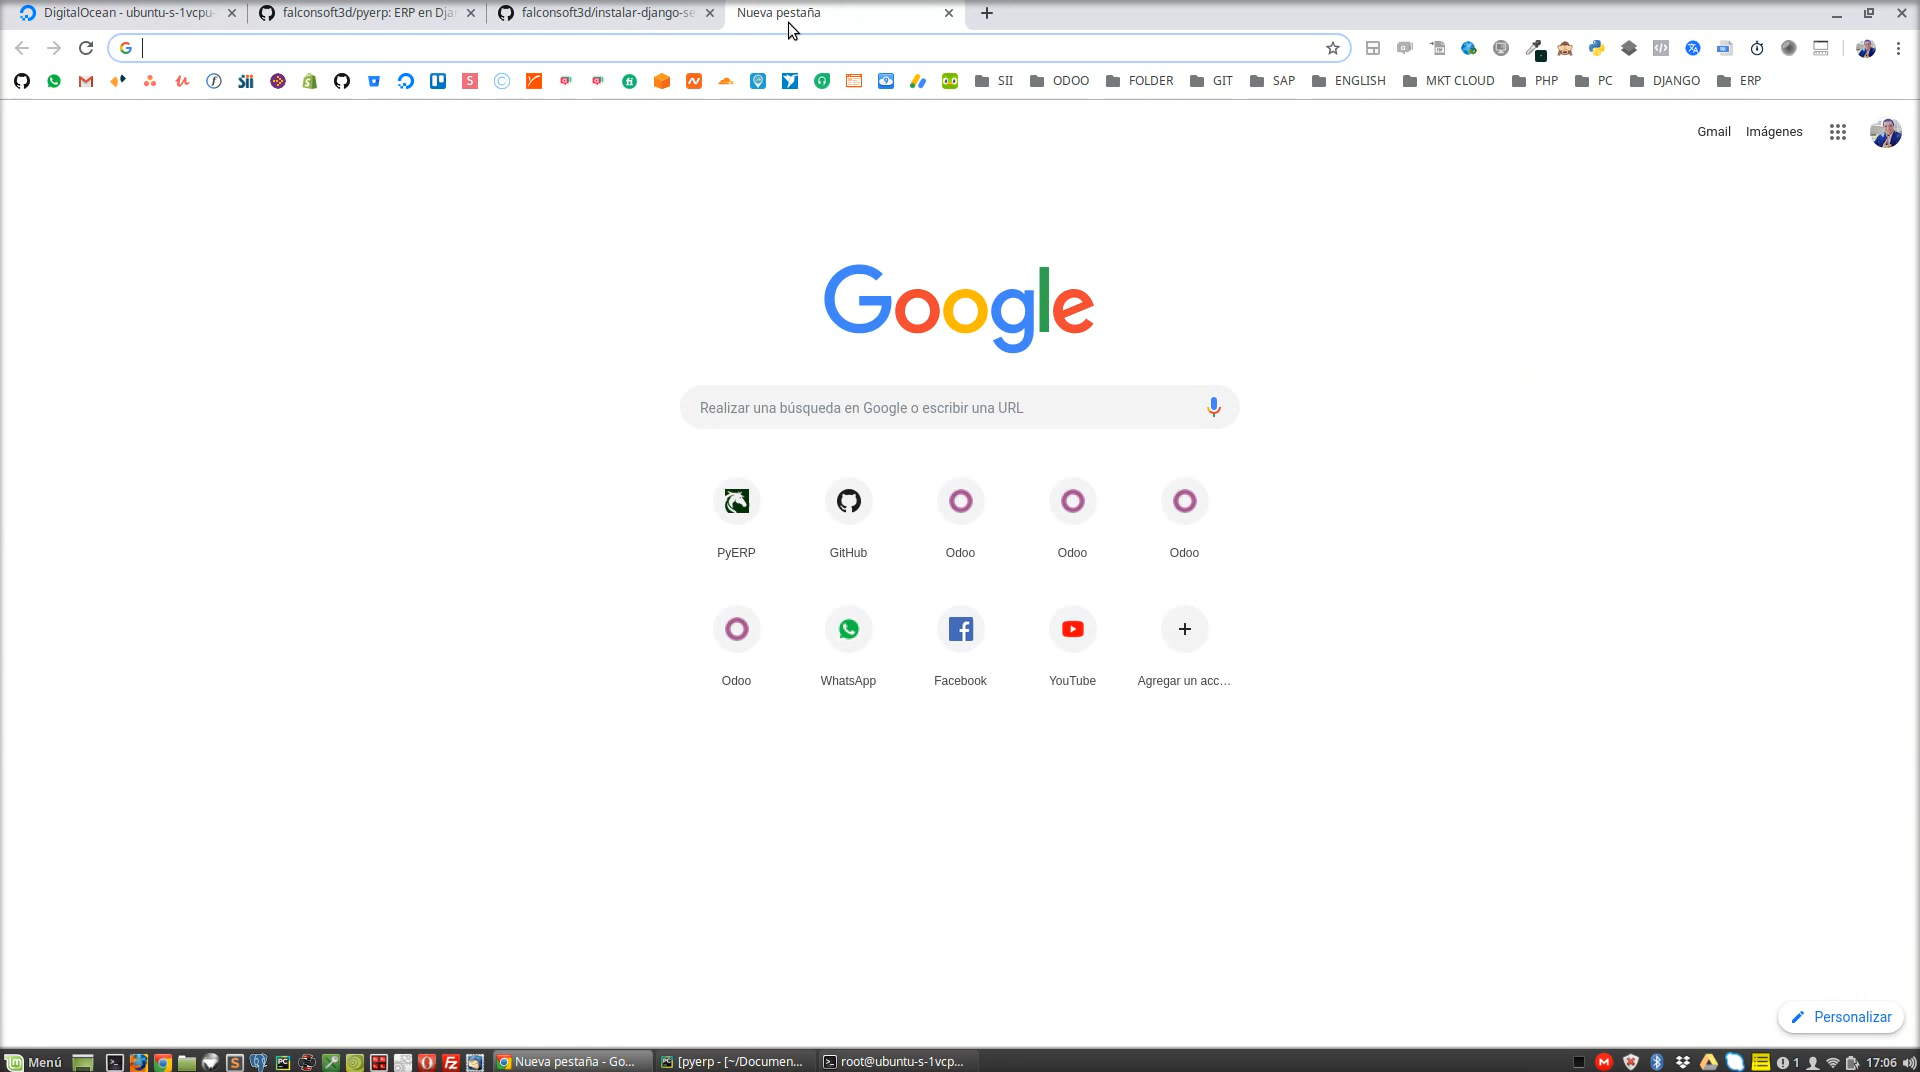 DigitalOcean - ubuntu-s-1vcpu-
falconsoft3d/pyerp: ERP en Dja
falconsoft3d/instalar-django-se
Nueva pestaña
SII
ODOO
FOLDER
GIT
SAP
ENGLISH
MKT CLOUD
PHP
PC
DJANGO
ERP
Gmail
Imágenes
Google
Realizar una búsqueda en Google o escribir una URL
PyERP
GitHub
Odoo
Odoo
Odoo
Odoo
WhatsApp
Facebook
YouTube
Agregar un acc...
Personalizar
Menú
Nueva pestaña - Go...
[pyerp - [~/Documen...
root@ubuntu-s-1vcp...
1
17:06